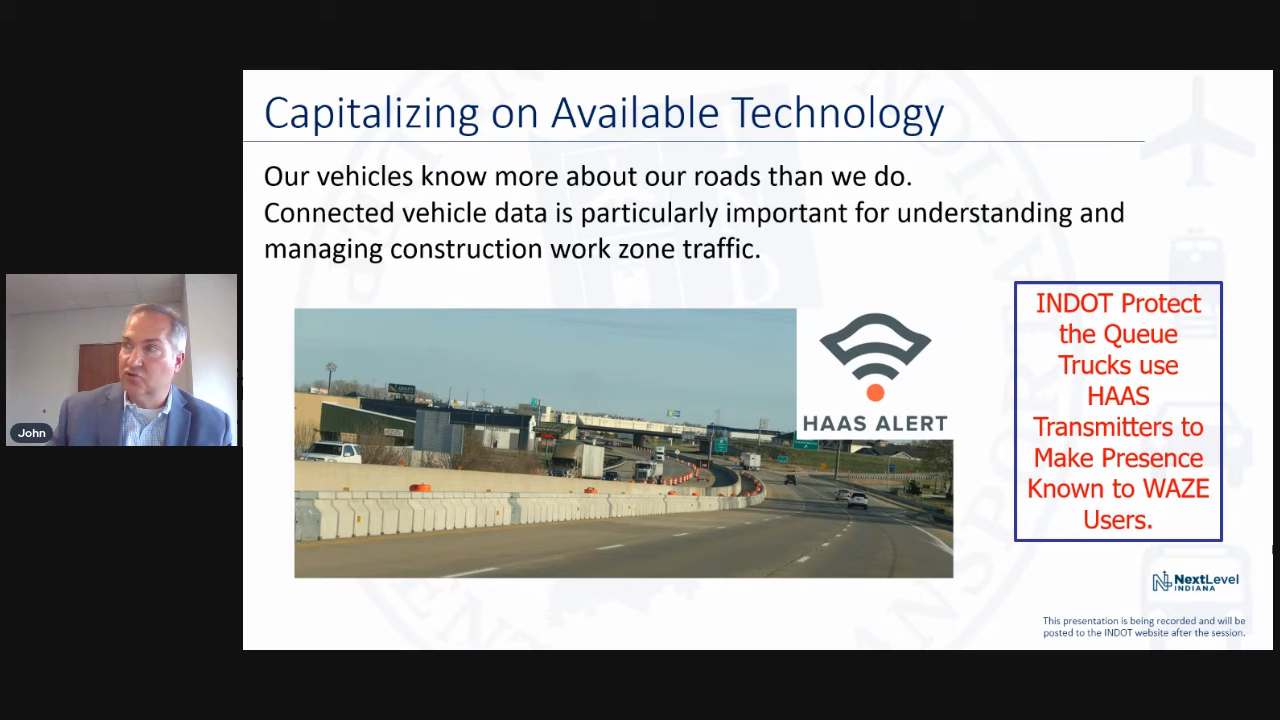 Capitalizing on Available Technology
Our vehicles know more about our roads than we do.
Connected vehicle data is particularly important for understanding and
managing construction work zone traffic.
HAAS ALERT
INDOT Protect
the Queue
Trucks use
HAAS
Transmitters to
Make Presence
Known to WAZE
Users.
John
NextLevel
INDIANA
This presentation is being recorded and will be
posted to the INDOT website after the session.